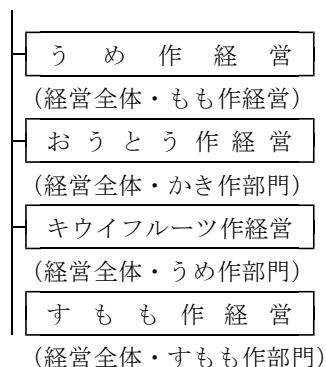 うめ作経営
(経営全体・もも作経営)
おうとう作経営
(経営全体・かき作部門)
キウイフルーツ作経営
(経営全体・うめ作部門)
すもも作経営
(経営全体・すもも作部門)